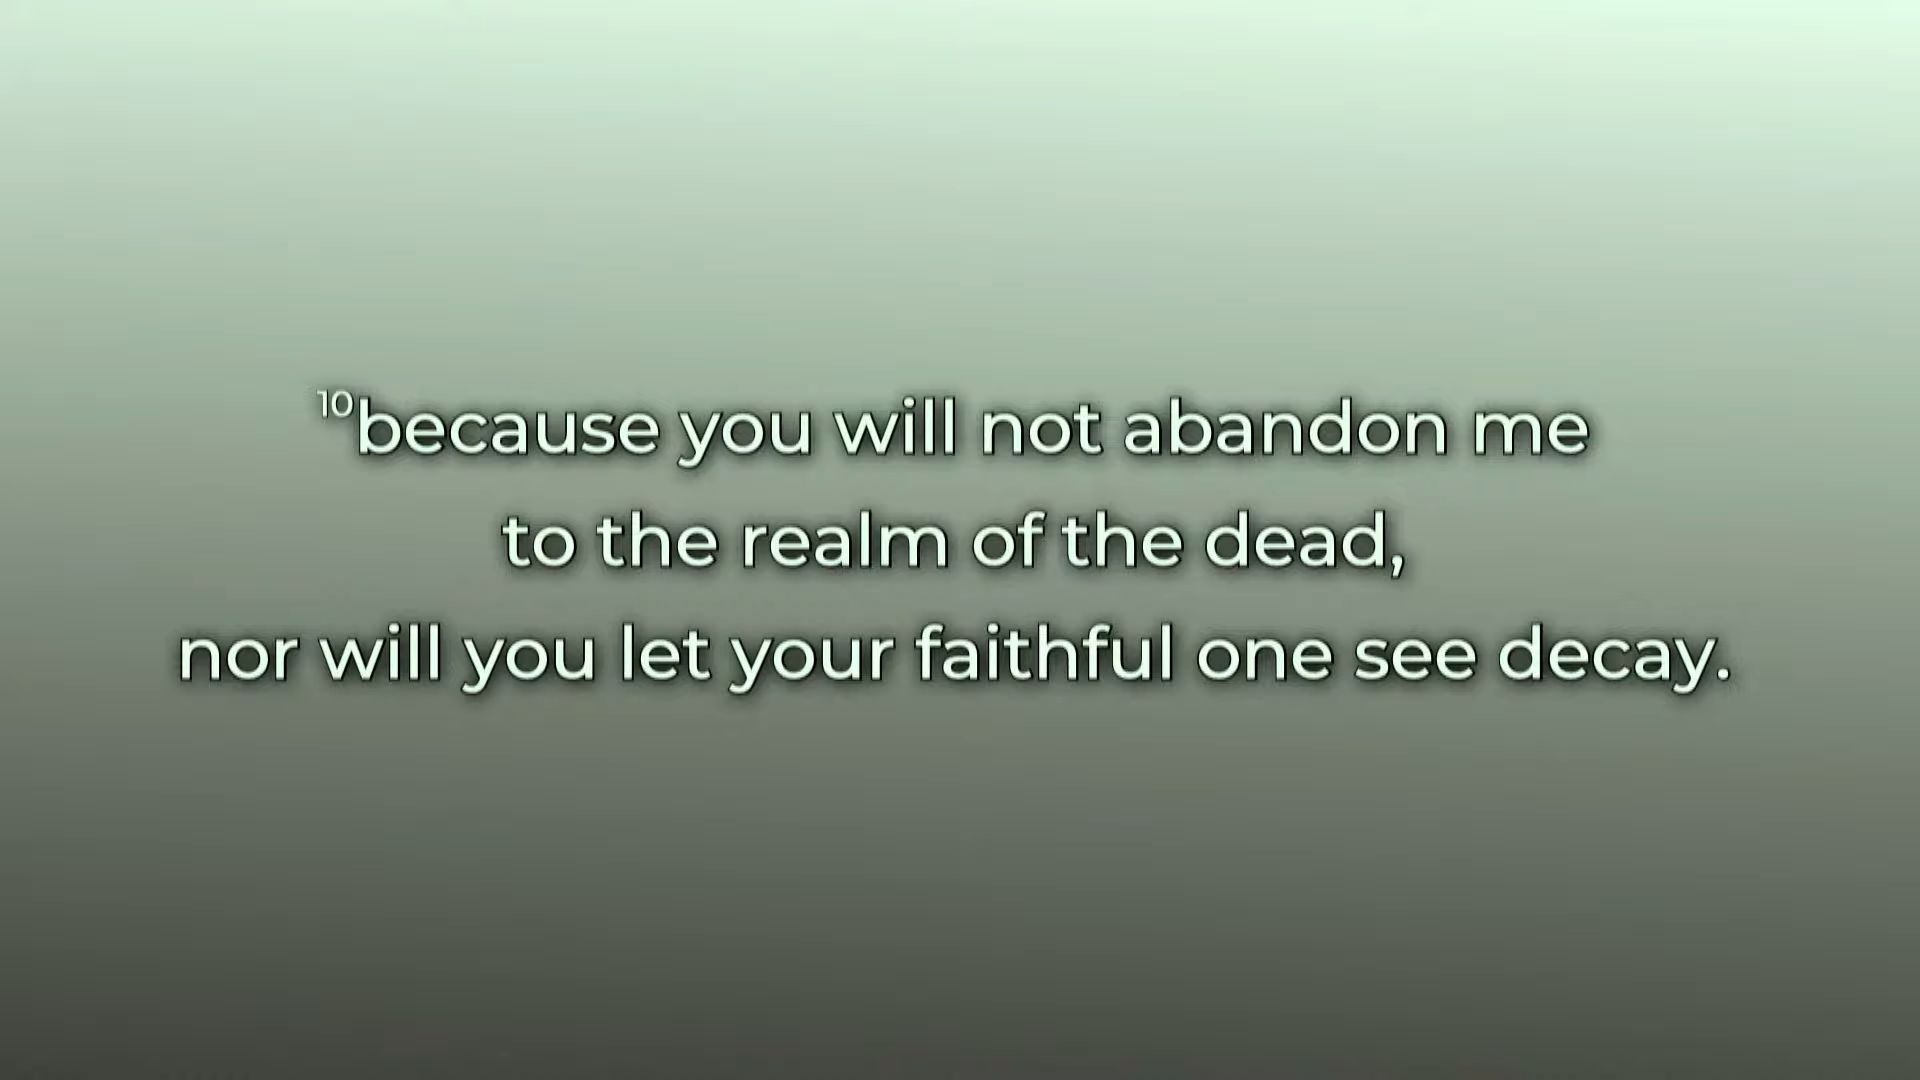 10because you will not abandon me
to the realm of the dead,
nor will you let your faithful one see decay.